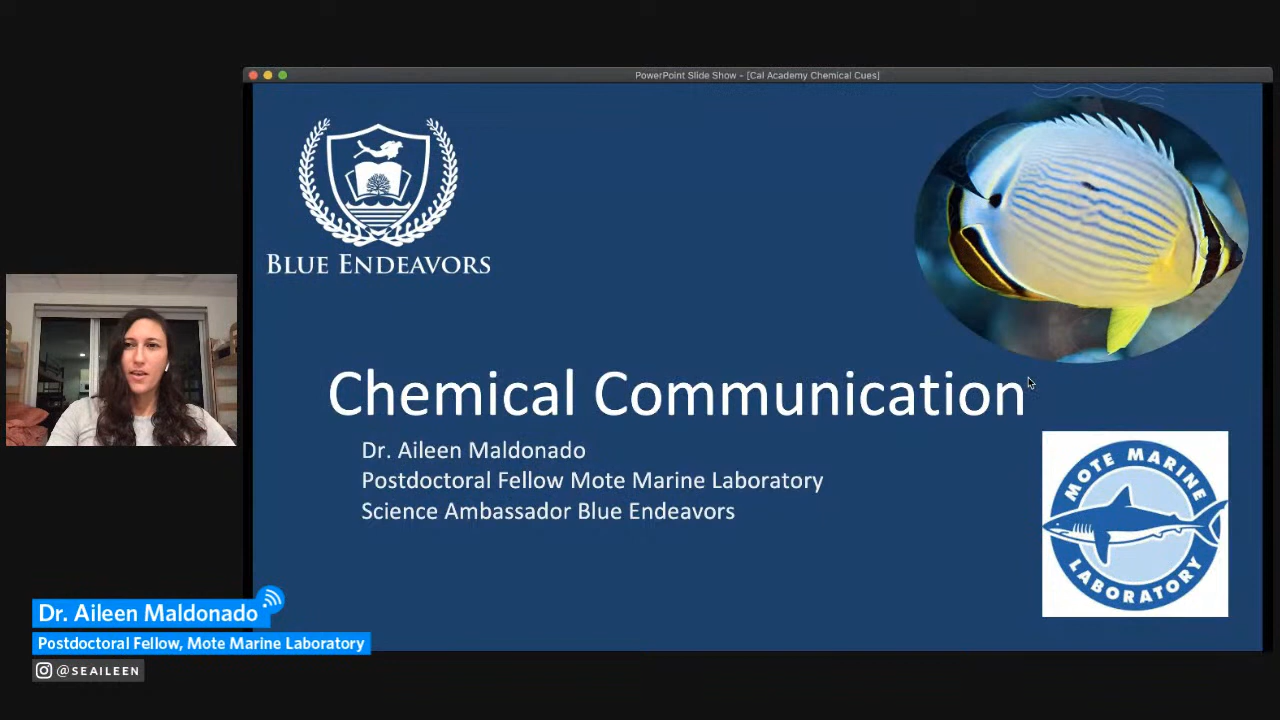 PowerPoint Slide Show - [Cal Academy Chemical Cues]
BLUE ENDEAVORS
Chemical Communication
Dr. Aileen Maldonado
Postdoctoral Fellow Mote Marine Laboratory
Science Ambassador Blue Endeavors
MOTE MARINE
LABORATORY
Dr. Aileen Maldonado
Postdoctoral Fellow, Mote Marine Laboratory
@SEAILEEN